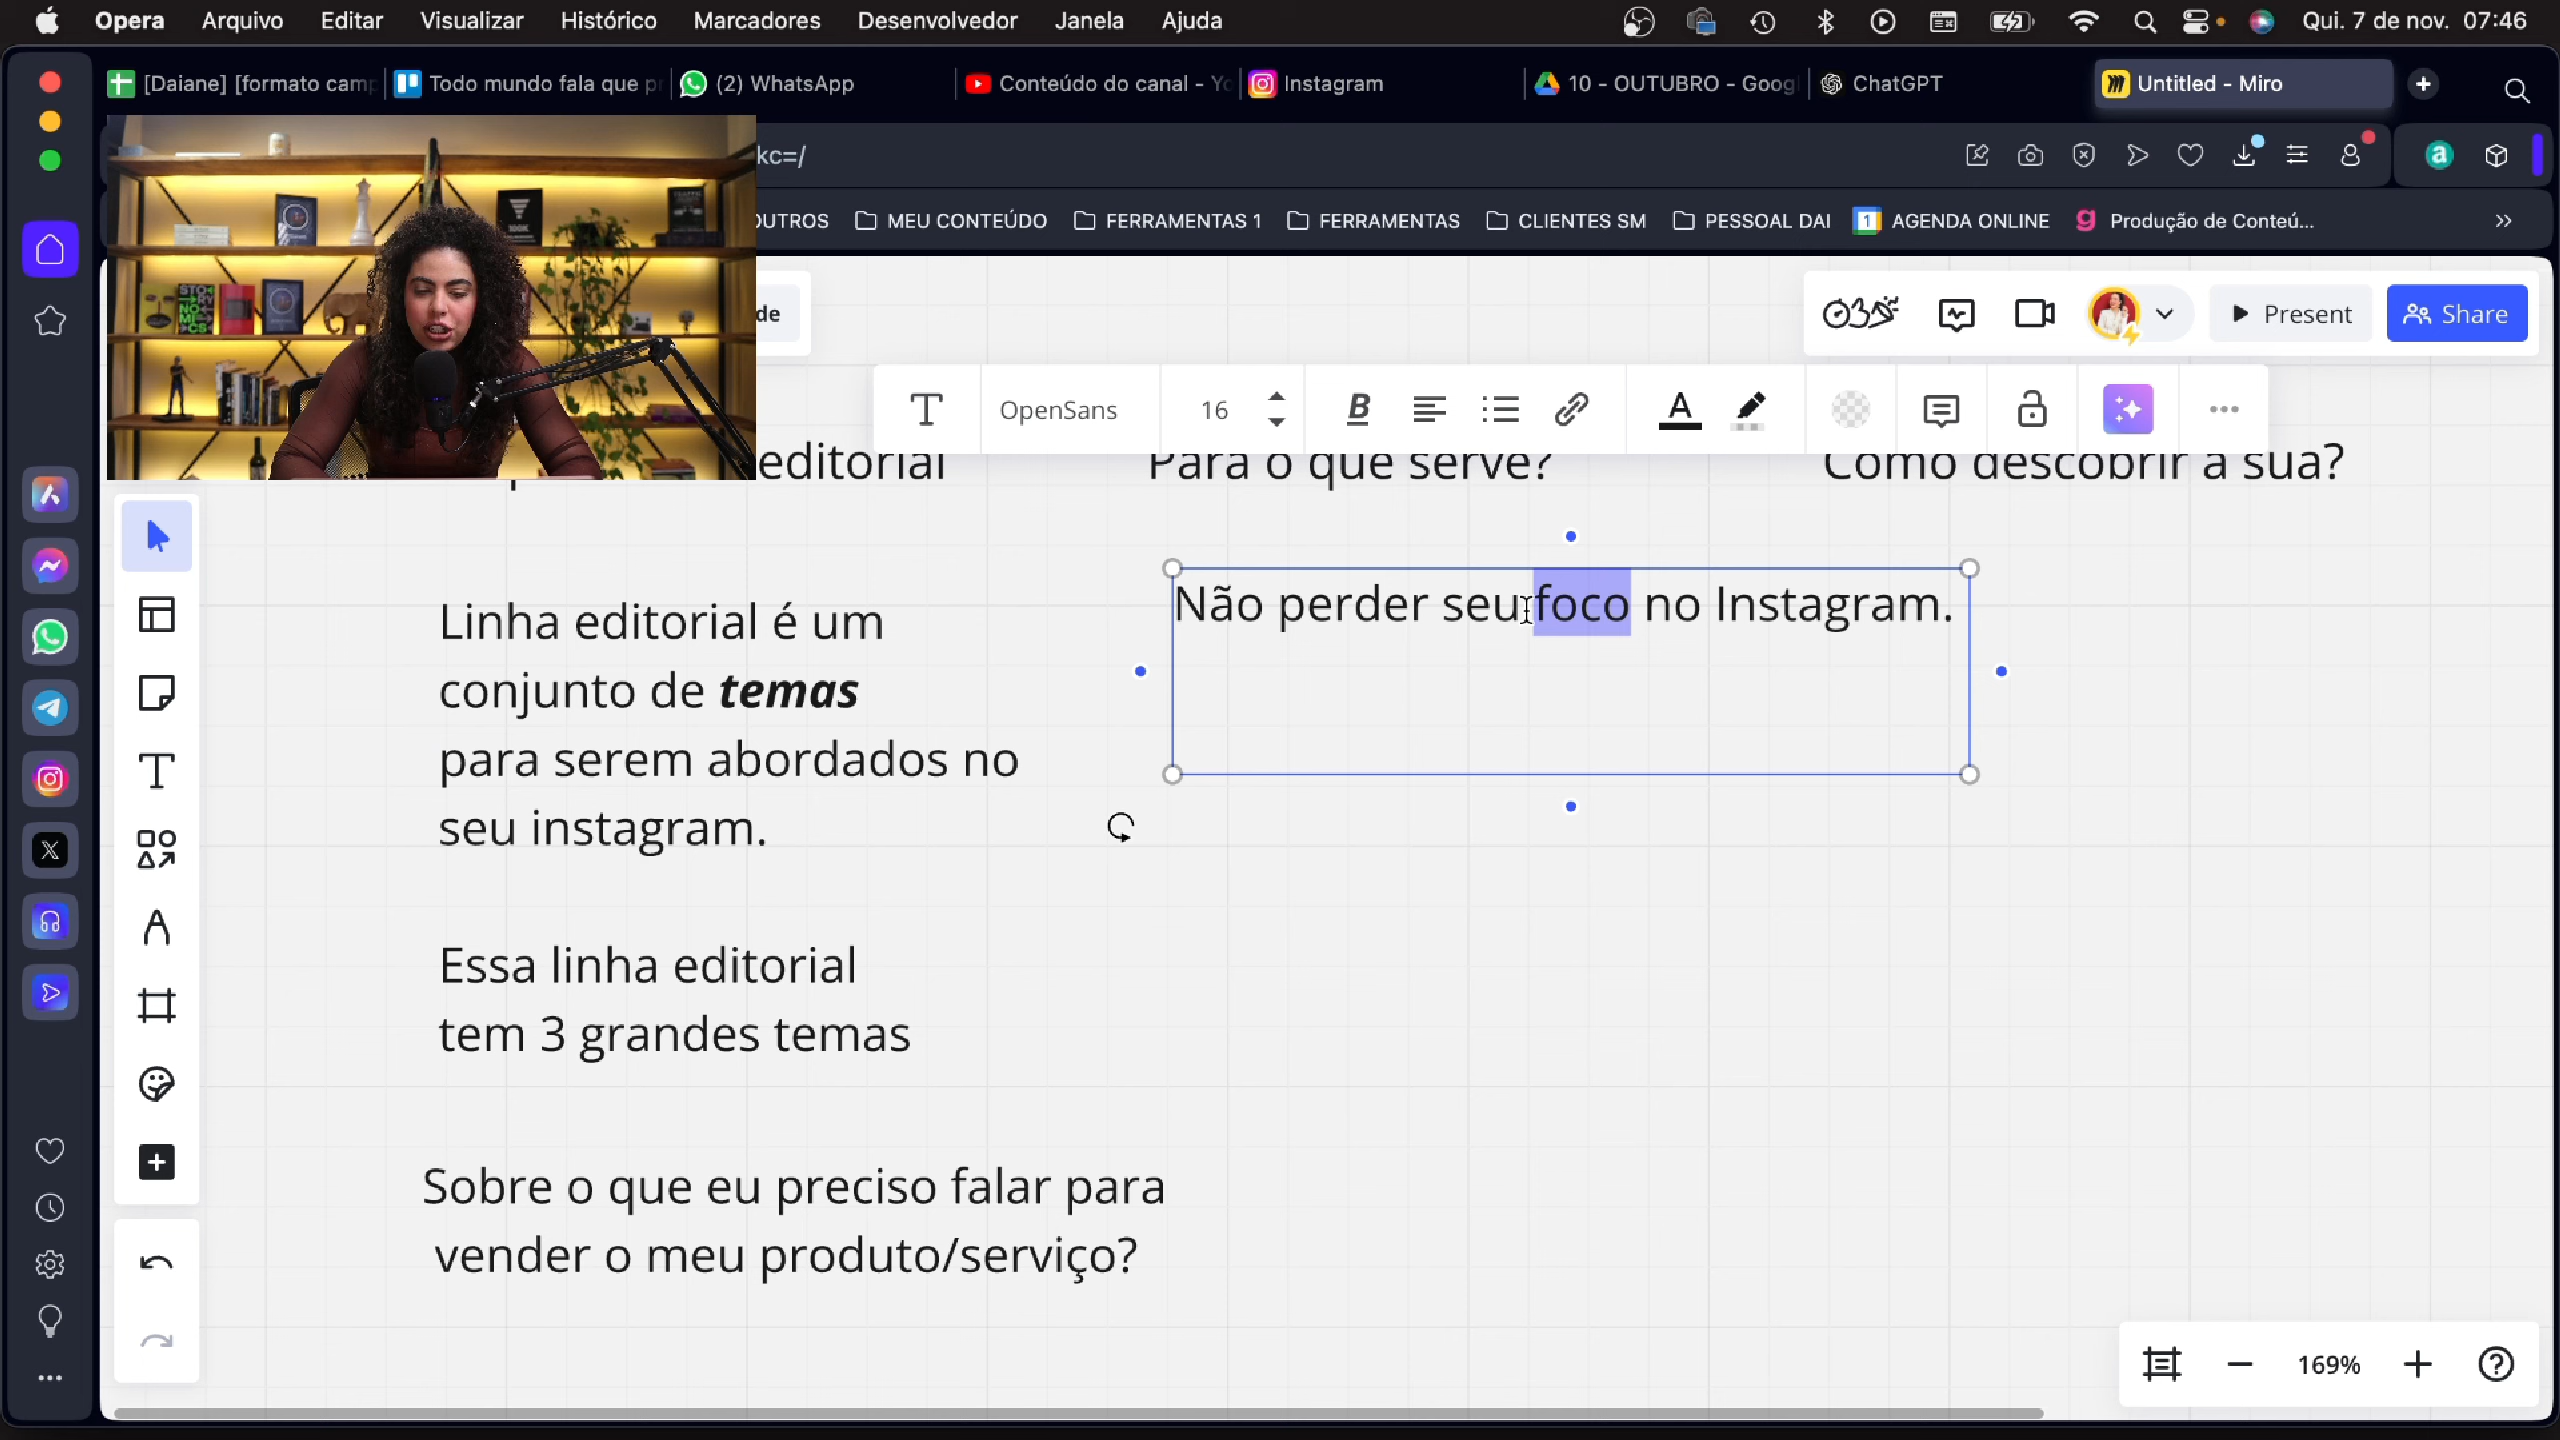 Opera Arquivo Editar Visualizar Histórico Marcadores Desenvolvedor Janela Ajuda Qui. 7 de nov. 07:46
[Daiane] [formato camp Todo mundo fala que pr (2) WhatsApp Conteúdo do canal - Yo Instagram 10 - OUTUBRO - Googl ChatGPT Untitled - Miro
kc=/
OUTROS MEU CONTEÚDO FERRAMENTAS 1 FERRAMENTAS CLIENTES SM PESSOAL DAI AGENDA ONLINE Produção de Conteú...
de Present Share
OpenSans 16
editorial Para o que serve? Como descobrir a sua?
Não perder seu foco no Instagram.
Linha editorial é um
conjunto de temas
para serem abordados no
seu instagram.
Essa linha editorial
tem 3 grandes temas
Sobre o que eu preciso falar para
vender o meu produto/serviço?
169%